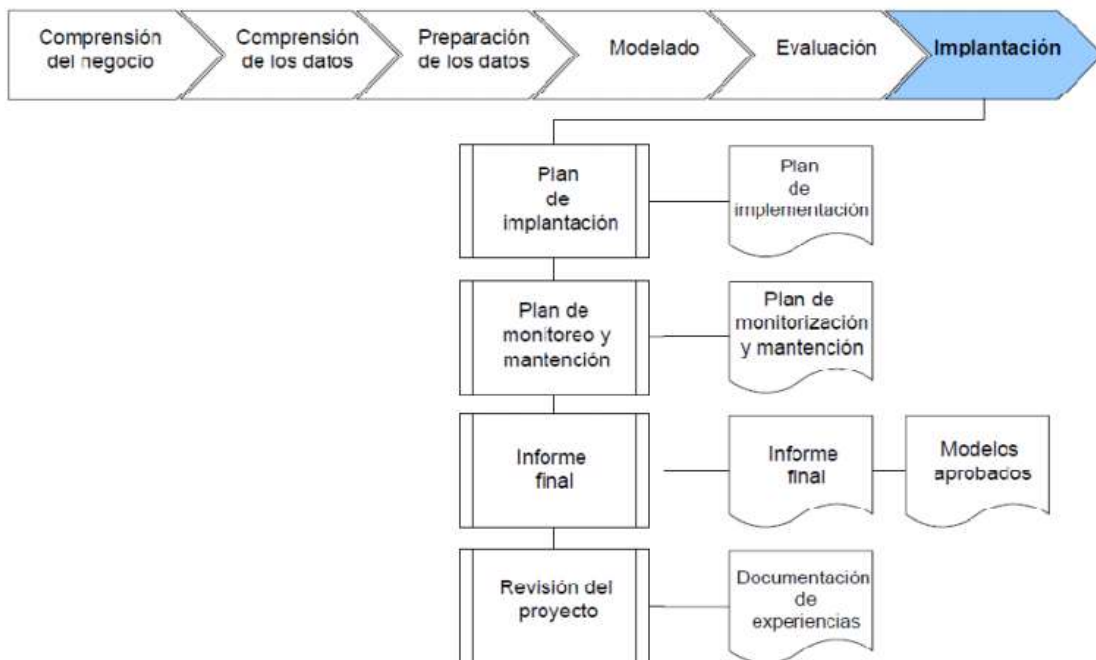 Comprensión
del negocio
Comprensión
de los datos
Preparación
de los datos
Modelado
Evaluación
Implantación
Plan
de
implantación
Plan
de
implementación
Plan de
monitoreo y
mantención
Plan de
monitorización
y mantención
Informe
final
Informe
final
Modelos
aprobados
Revisión del
proyecto
Documentación
de
experiencias